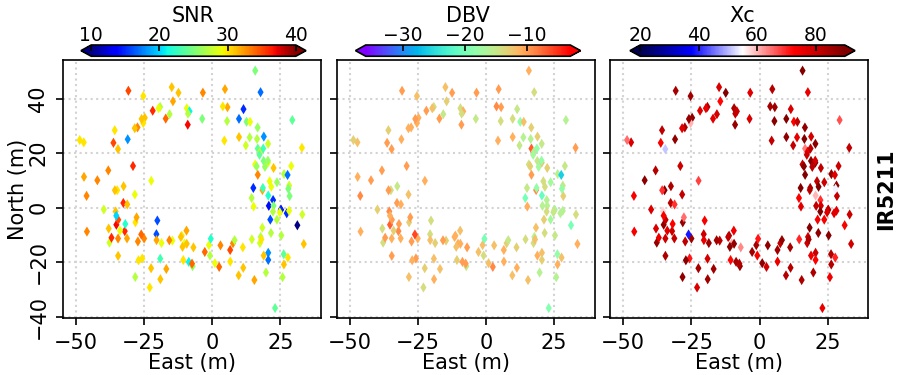 SNR DBV Xc
10 20 30 40 −30 −20 −10 20 40 60 80
North (m)
40
20
0
−20
−40
−50 −25 0 25 −50 −25 0 25 −50 −25 0 25
East (m) East (m) East (m)
IR5211